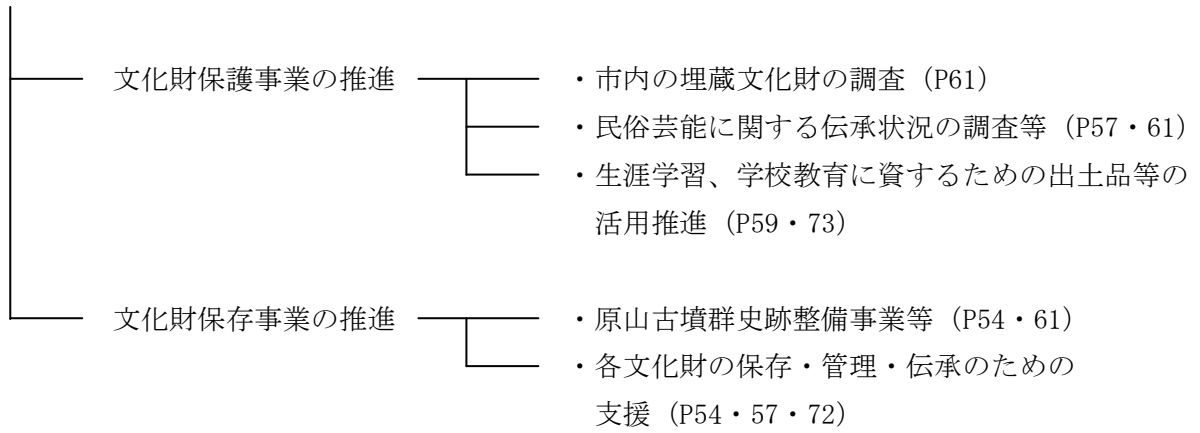 文化財保護事業の推進
・市内の埋蔵文化財の調査（P61）
・民俗芸能に関する伝承状況の調査等（P57・61）
・生涯学習、学校教育に資するための出土品等の
活用推進（P59・73）
文化財保存事業の推進
・原山古墳群史跡整備事業等（P54・61）
・各文化財の保存・管理・伝承のための
支援（P54・57・72）